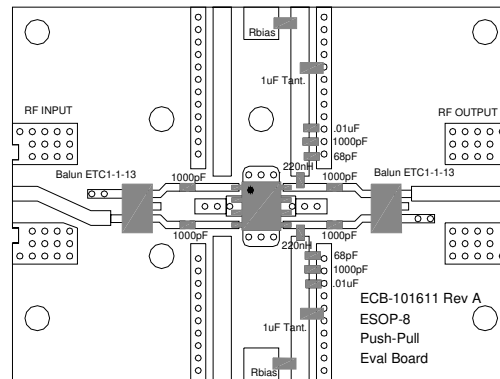 Rbias
1uF Tant.
RF INPUT
RF OUTPUT
.01uF
1000pF
68pF
220nH
Balun ETC1-1-13
1000pF
1000pF
Balun ETC1-1-13
1000pF
1000pF
220nH
68pF
1000pF
.01uF
1uF Tant.
Rbias
ECB-101611 Rev A
ESOP-8
Push-Pull
Eval Board